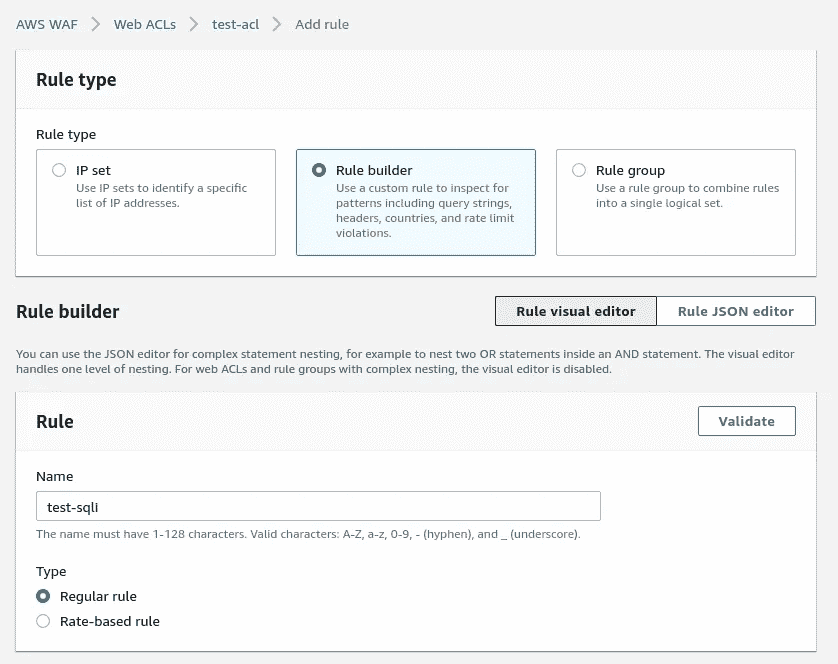 AWS WAF > Web ACLs > test-acl > Add rule
Rule type
Rule type
IP set
Use IP sets to identify a specific
list of IP addresses.
Rule builder
Use a custom rule to inspect for
patterns including query strings,
headers, countries, and rate limit
violations.
Rule group
Use a rule group to combine rules
into a single logical set.
Rule builder
Rule visual editor
Rule JSON editor
You can use the JSON editor for complex statement nesting, for example to nest two OR statements inside an AND statement. The visual editor
handles one level of nesting. For web ACLs and rule groups with complex nesting, the visual editor is disabled.
Rule
Validate
Name
test-sqli
The name must have 1-128 characters. Valid characters: A-Z, a-z, 0-9, - (hyphen), and _ (underscore).
Type
Regular rule
Rate-based rule